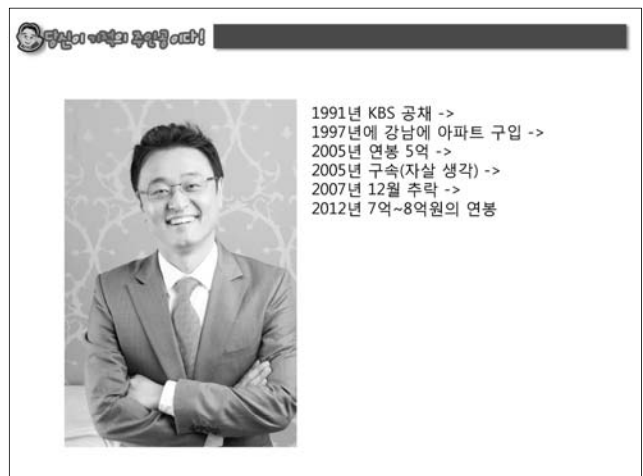 당신이 기적의 주인공이다!
1991년 KBS 공채 ->
1997년에 강남에 아파트 구입 ->
2005년 연봉 5억 ->
2005년 구속(자살 생각) ->
2007년 12월 추락 ->
2012년 7억~8억원의 연봉